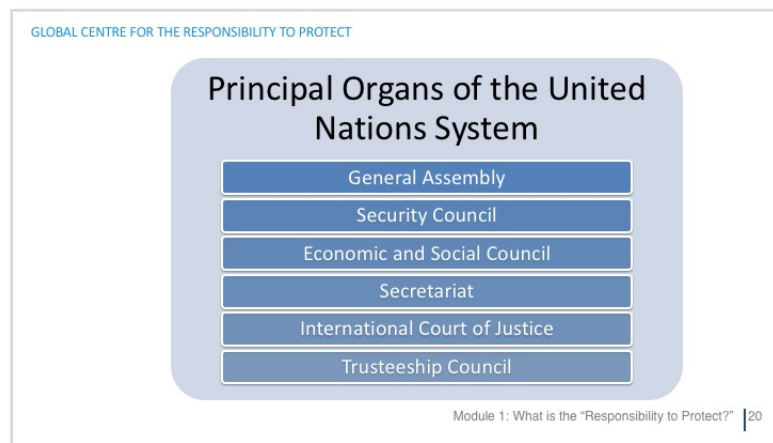 GLOBAL CENTRE FOR THE RESPONSIBILITY TO PROTECT
Principal Organs of the United
Nations System
General Assembly
Security Council
Economic and Social Council
Secretariat
International Court of Justice
Trusteeship Council
Module 1: What is the “Responsibility to Protect?” 20